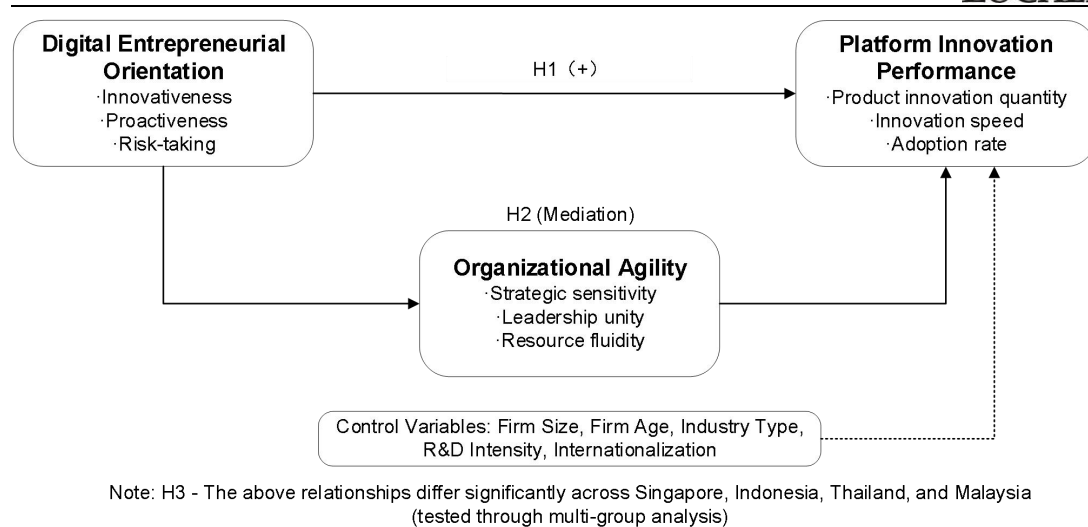 Digital Entrepreneurial
Orientation
·Innovativeness
·Proactiveness
·Risk-taking
H1（+）
Platform Innovation
Performance
·Product innovation quantity
·Innovation speed
·Adoption rate
H2 (Mediation)
Organizational Agility
·Strategic sensitivity
·Leadership unity
·Resource fluidity
Control Variables: Firm Size, Firm Age, Industry Type,
R&D Intensity, Internationalization
Note: H3 - The above relationships differ significantly across Singapore, Indonesia, Thailand, and Malaysia
(tested through multi-group analysis)